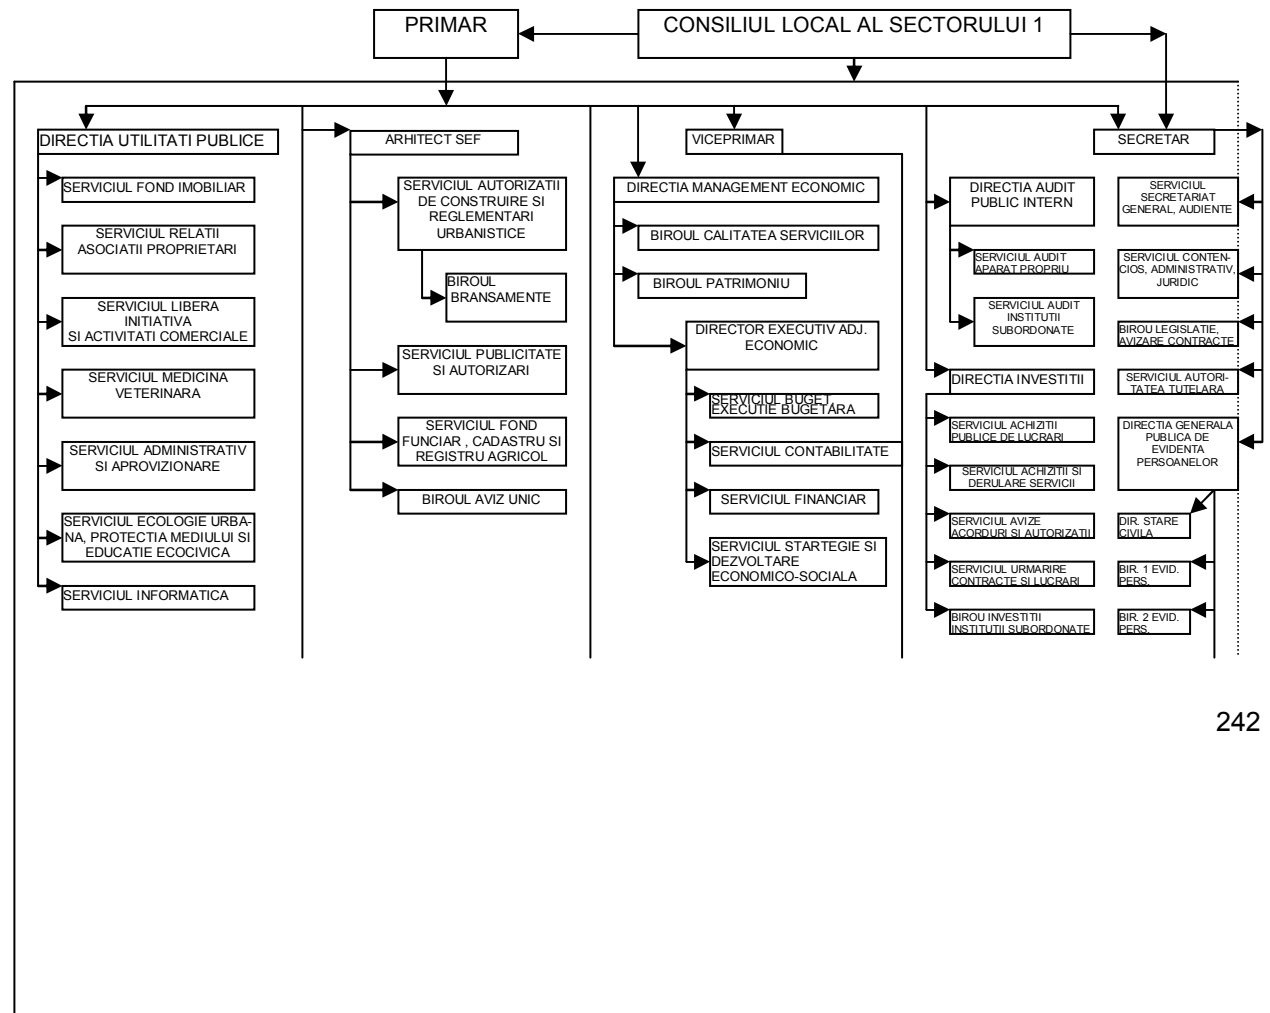 PRIMAR
CONSILIUL LOCAL AL SECTORULUI 1
DIRECTIA UTILITATI PUBLICE
SERVICIUL FOND IMOBILIAR
SERVICIUL RELATII
ASOCIATII PROPRIETARI
SERVICIUL LIBERA
INITIATIVA
SI ACTIVITATI COMERCIALE
SERVICIUL MEDICINA
VETERINARA
SERVICIUL ADMINISTRATIV
SI APROVIZIONARE
SERVICIUL ECOLOGIE URBA-
NA, PROTECTIA MEDIULUI SI
EDUCATIE ECOCIVICA
SERVICIUL INFORMATICA
ARHITECT SEF
SERVICIUL AUTORIZATII
DE CONSTRUIRE SI
REGLEMENTARI
URBANISTICE
BIROUL
BRANSAMENTE
SERVICIUL PUBLICITATE
SI AUTORIZARI
SERVICIUL FOND
FUNCIAR , CADASTRU SI
REGISTRU AGRICOL
BIROUL AVIZ UNIC
VICEPRIMAR
DIRECTIA MANAGEMENT ECONOMIC
BIROUL CALITATEA SERVICIILOR
BIROUL PATRIMONIU
DIRECTOR EXECUTIV ADJ.
ECONOMIC
SERVICIUL BUGET,
EXECUTIE BUGETARA
SERVICIUL CONTABILITATE
SERVICIUL FINANCIAR
SERVICIUL STARTEGIE SI
DEZVOLTARE
ECONOMICO-SOCIALA
DIRECTIA AUDIT
PUBLIC INTERN
SERVICIUL AUDIT
APARAT PROPRIU
SERVICIUL AUDIT
INSTITUTII
SUBORDONATE
DIRECTIA INVESTITII
SERVICIUL ACHIZITII
PUBLICE DE LUCRARI
SERVICIUL ACHIZITII SI
DERULARE SERVICII
SERVICIUL AVIZE
ACORDURI SI AUTORIZATII
SERVICIUL URMARIRE
CONTRACTE SI LUCRARI
BIROU INVESTITII
INSTITUTII SUBORDONATE
SECRETAR
SERVICIUL
SECRETARIAT
GENERAL, AUDIENTE
SERVICIUL CONTEN-
CIOS, ADMINISTRATIV,
JURIDIC
BIROU LEGISLATIE,
AVIZARE CONTRACTE
SERVICIUL AUTORI-
TATEA TUTELARA
DIRECTIA GENERALA
PUBLICA DE
EVIDENTA
PERSOANELOR
DIR. STARE
CIVILA
BIR. 1 EVID.
PERS.
BIR. 2 EVID.
PERS.
242